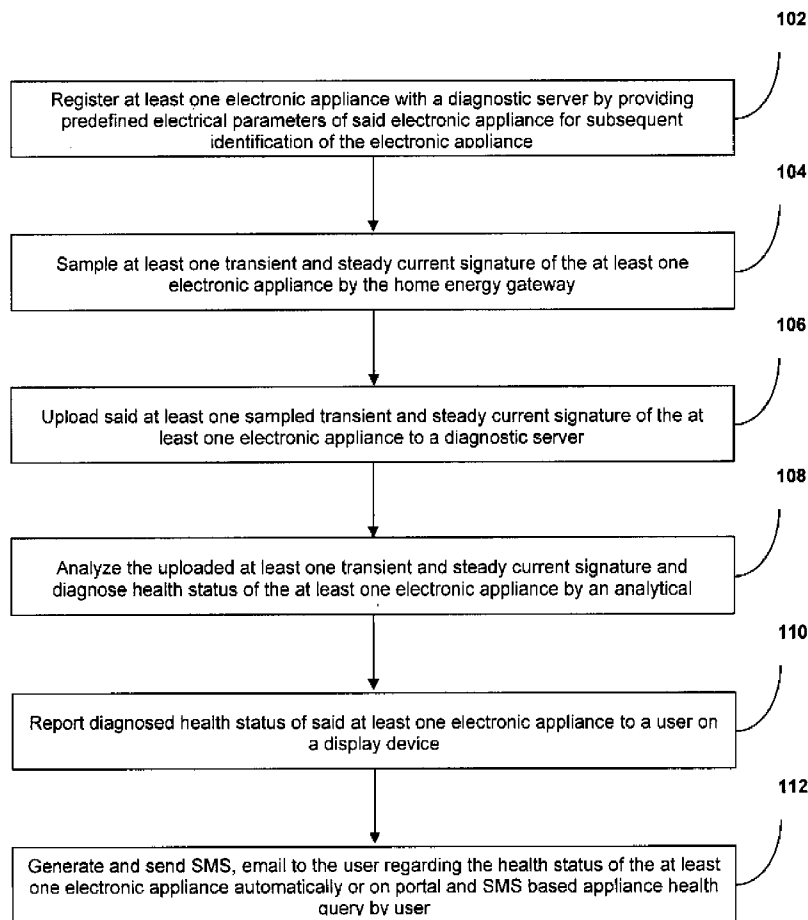 102
Register at least one electronic appliance with a diagnostic server by providing
predefined electrical parameters of said electronic appliance for subsequent
identification of the electronic appliance
104
Sample at least one transient and steady current signature of the at least one
electronic appliance by the home energy gateway
106
Upload said at least one sampled transient and steady current signature of the at
least one electronic appliance to a diagnostic server
108
Analyze the uploaded at least one transient and steady current signature and
diagnose health status of the at least one electronic appliance by an analytical
110
Report diagnosed health status of said at least one electronic appliance to a user on
a display device
112
Generate and send SMS, email to the user regarding the health status of the at least
one electronic appliance automatically or on portal and SMS based appliance health
query by user